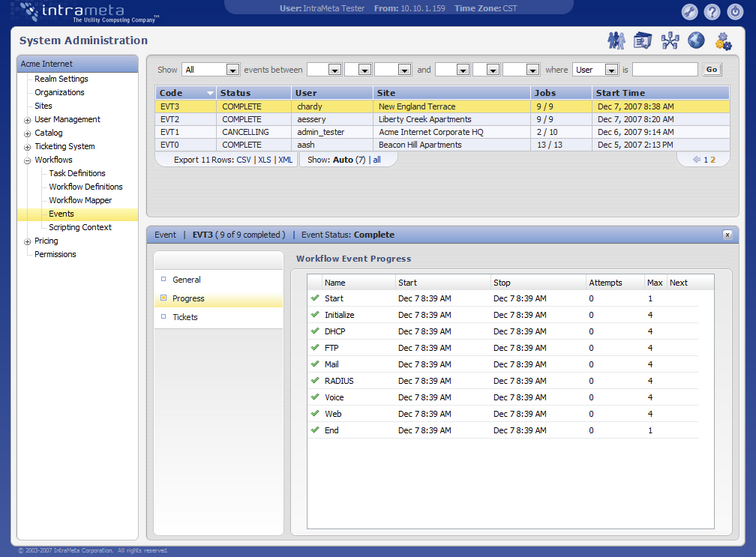 intrameta
The Utility Computing Company™
User: IntraMeta Tester From: 10.10.1.159 Time Zone: CST
System Administration
Acme Internet
Realm Settings
Organizations
Sites
User Management
Catalog
Ticketing System
Workflows
Task Definitions
Workflow Definitions
Workflow Mapper
Events
Scripting Context
Pricing
Permissions
Show All events between and where User is Go
Code Status User Site Jobs Start Time
EVT3 COMPLETE chardy New England Terrace 9 / 9 Dec 7, 2007 8:38 AM
EVT2 COMPLETE aessery Liberty Creek Apartments 9 / 9 Dec 7, 2007 8:20 AM
EVT1 CANCELLING admin_tester Acme Internet Corporate HQ 2 / 10 Dec 6, 2007 9:14 AM
EVT0 COMPLETE aash Beacon Hill Apartments 13 / 13 Dec 5, 2007 2:13 PM
Export 11 Rows: CSV | XLS | XML Show: Auto (7) | all 1 2
Event | EVT3 ( 9 of 9 completed ) | Event Status: Complete x
General
Progress
Tickets
Workflow Event Progress
Name Start Stop Attempts Max Next
Start Dec 7 8:39 AM Dec 7 8:39 AM 0 1
Initialize Dec 7 8:39 AM Dec 7 8:39 AM 0 4
DHCP Dec 7 8:39 AM Dec 7 8:39 AM 0 4
FTP Dec 7 8:39 AM Dec 7 8:39 AM 0 4
Mail Dec 7 8:39 AM Dec 7 8:39 AM 0 4
RADIUS Dec 7 8:39 AM Dec 7 8:39 AM 0 4
Voice Dec 7 8:39 AM Dec 7 8:39 AM 0 4
Web Dec 7 8:39 AM Dec 7 8:39 AM 0 4
End Dec 7 8:39 AM Dec 7 8:39 AM 0 1
© 2003-2007 IntraMeta Corporation. All rights reserved.